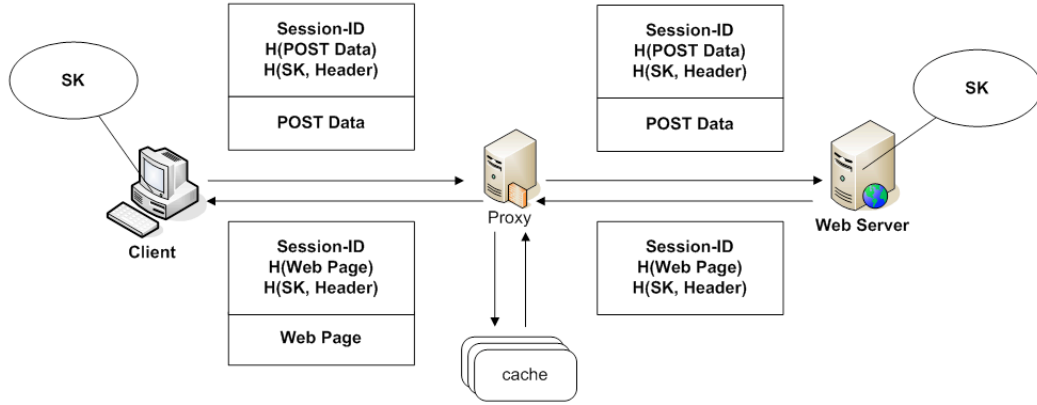 SK
Session-ID
H(POST Data)
H(SK, Header)
POST Data
Session-ID
H(POST Data)
H(SK, Header)
POST Data
SK
Client
Proxy
Web Server
Session-ID
H(Web Page)
H(SK, Header)
Web Page
Session-ID
H(Web Page)
H(SK, Header)
cache